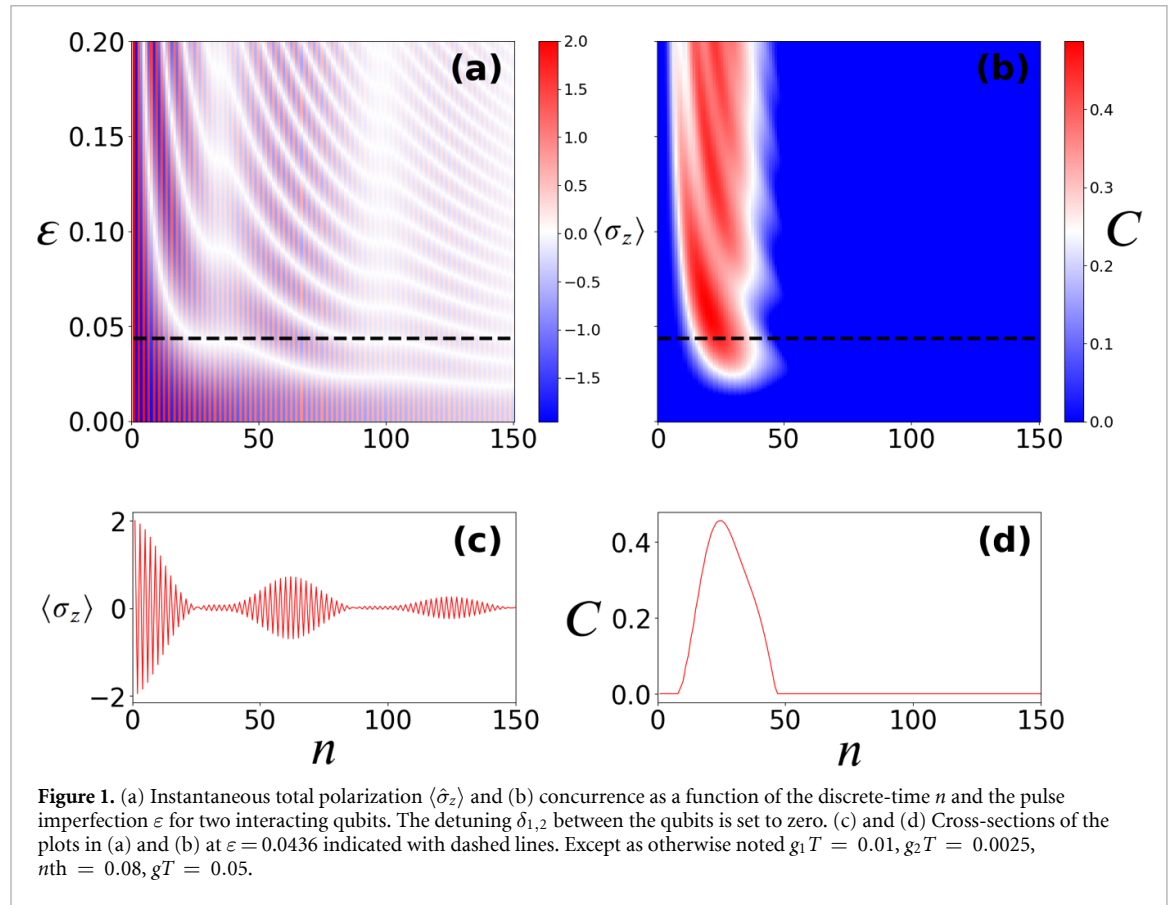 (a)
0.20
0.15
0.10
0.05
0.00
ε
0 50 100 150
2.0
1.5
1.0
0.5
0.0
−0.5
−1.0
−1.5
⟨σz⟩
(b)
0 50 100 150
0.4
0.3
0.2
0.1
0.0
C
(c)
2
0
−2
⟨σz⟩
0 50 100 150
n
(d)
0.4
0.2
0.0
C
0 50 100 150
n
Figure 1. (a) Instantaneous total polarization ⟨σ̂z⟩ and (b) concurrence as a function of the discrete-time n and the pulse
imperfection ε for two interacting qubits. The detuning δ1,2 between the qubits is set to zero. (c) and (d) Cross-sections of the
plots in (a) and (b) at ε = 0.0436 indicated with dashed lines. Except as otherwise noted g1T = 0.01, g2T = 0.0025,
nth = 0.08, gT = 0.05.